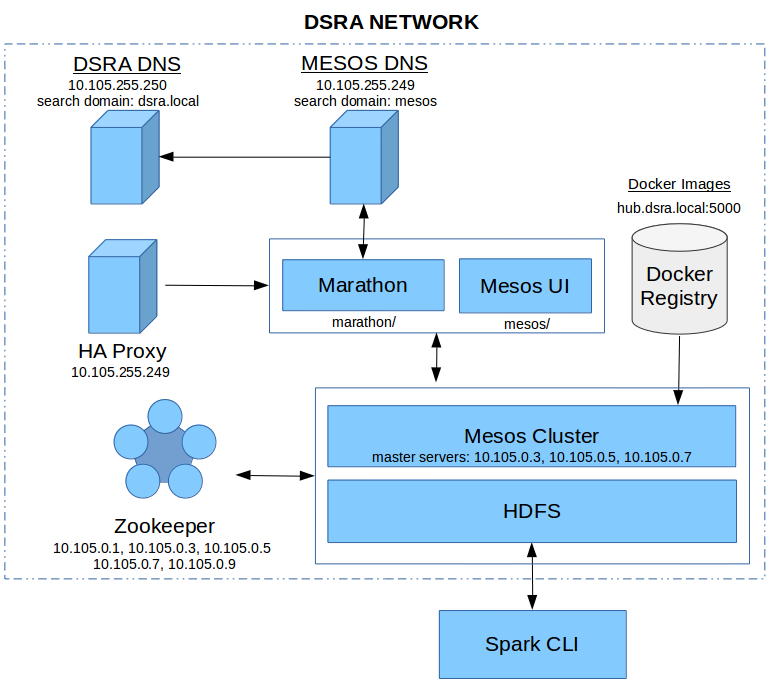 DSRA NETWORK
DSRA DNS
10.105.255.250
search domain: dsra.local
MESOS DNS
10.105.255.249
search domain: mesos
Docker Images
hub.dsra.local:5000
Docker
Registry
HA Proxy
10.105.255.249
Marathon
marathon/
Mesos UI
mesos/
Mesos Cluster
master servers: 10.105.0.3, 10.105.0.5, 10.105.0.7
HDFS
Zookeeper
10.105.0.1, 10.105.0.3, 10.105.0.5
10.105.0.7, 10.105.0.9
Spark CLI